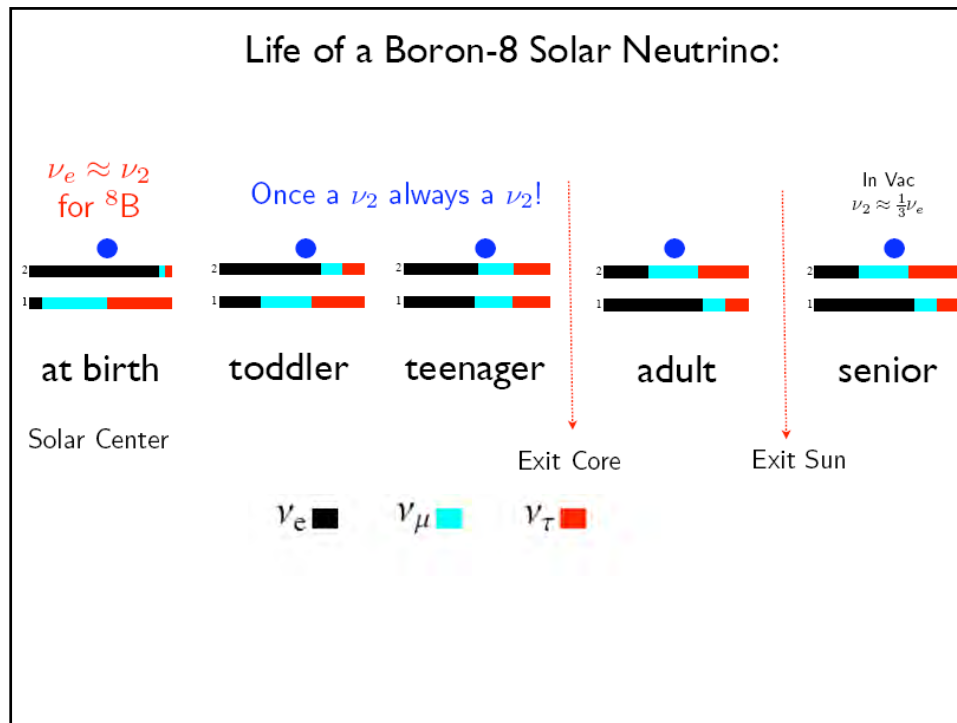 Life of a Boron-8 Solar Neutrino:
νe ≈ ν2
for ⁸B
Once a ν2 always a ν2!
In Vac
ν2 ≈ 1/3 νe
2 2 2 2 2
1 1 1 1 1
at birth toddler teenager adult senior
Solar Center
Exit Core Exit Sun
νe νμ ντ